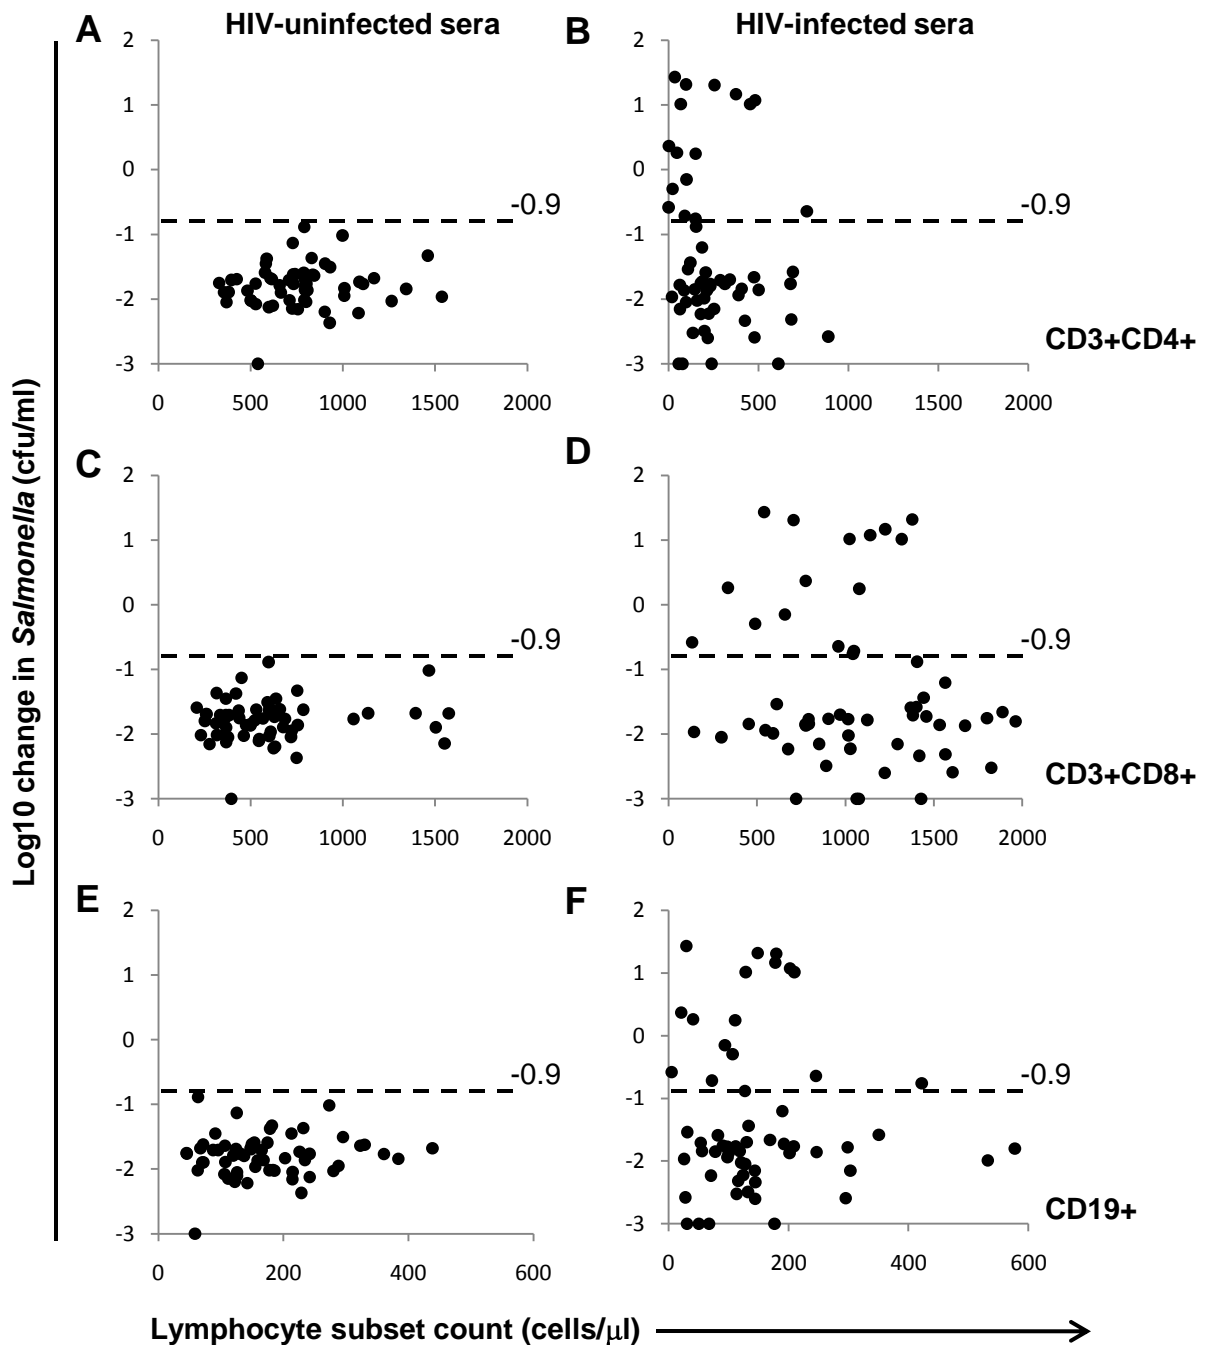 A HIV-uninfected sera
B HIV-infected sera
2
1
0
-1
-2
-3
-0.9
0 500 1000 1500 2000
2
1
0
-1
-2
-3
-0.9
0 500 1000 1500 2000
CD3+CD4+
C
2
1
0
-1
-2
-3
-0.9
0 500 1000 1500 2000
D
2
1
0
-1
-2
-3
-0.9
0 500 1000 1500 2000
CD3+CD8+
E
2
1
0
-1
-2
-3
-0.9
0 200 400 600
F
2
1
0
-1
-2
-3
-0.9
0 200 400 600
CD19+
Log10 change in Salmonella (cfu/ml)
Lymphocyte subset count (cells/μl)